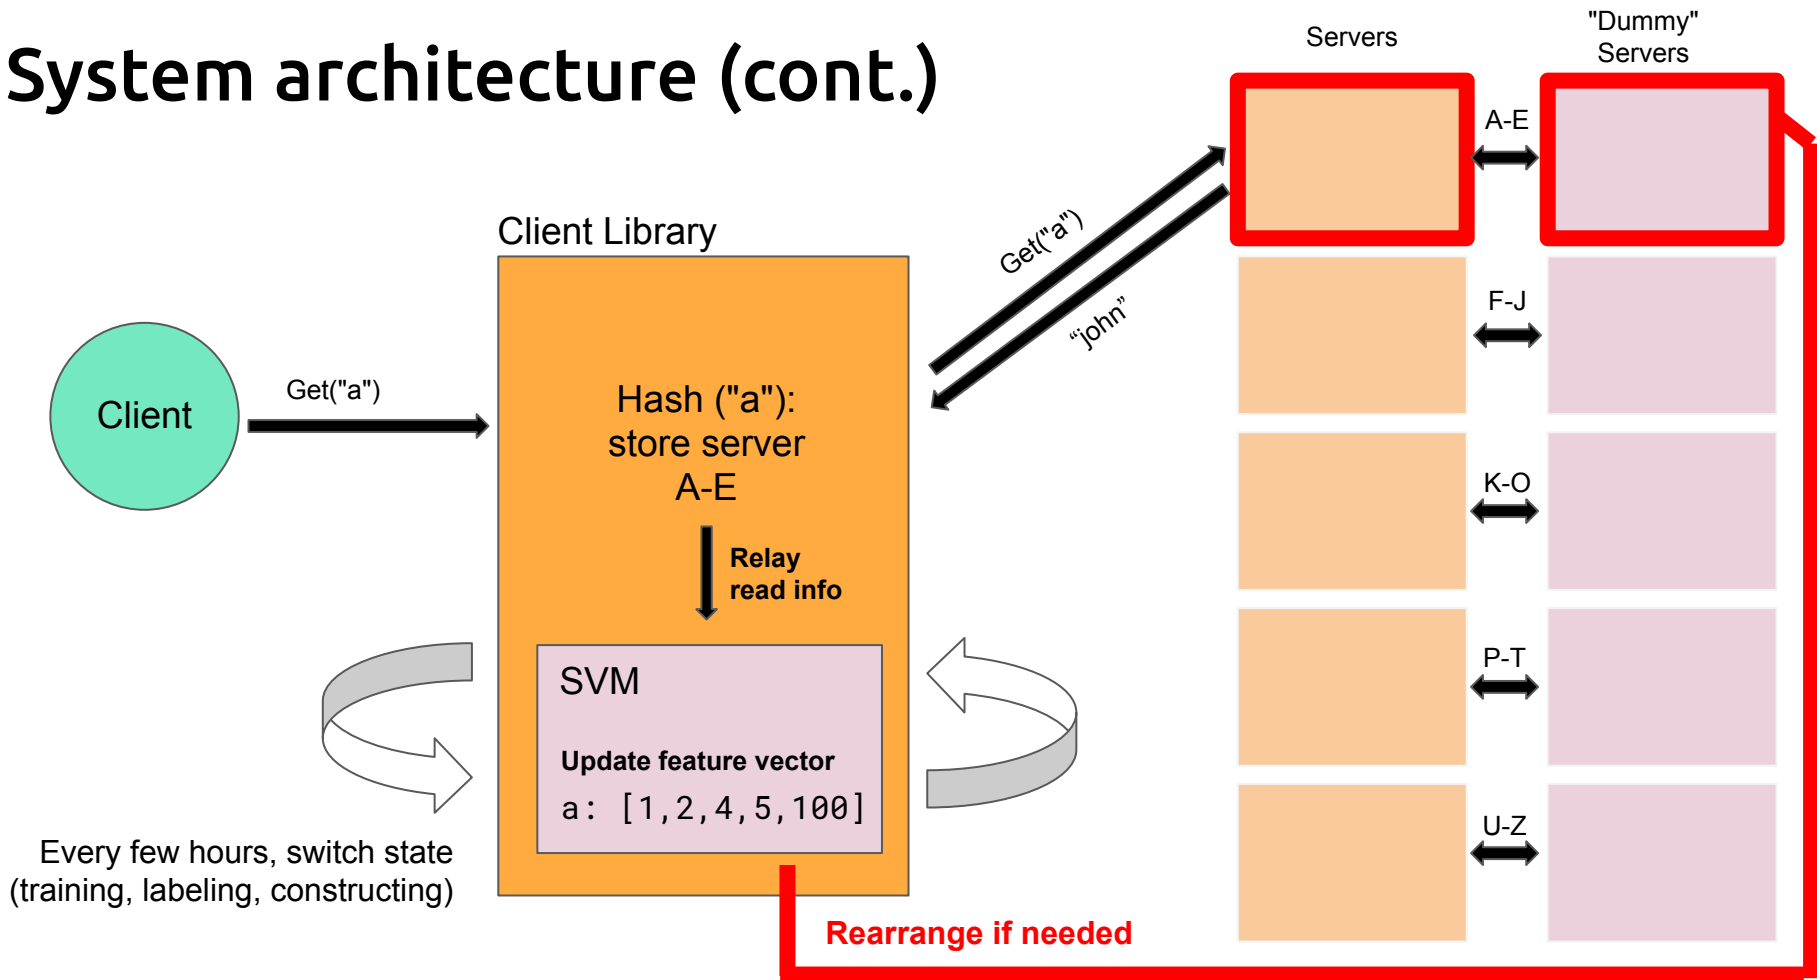 System architecture (cont.)
Servers
"Dummy"
Servers
A-E
F-J
K-O
P-T
U-Z
Client
Get("a")
Client Library
Hash ("a"):
store server
A-E
Relay
read info
SVM
Update feature vector
a: [1,2,4,5,100]
Get("a")
“john”
Every few hours, switch state
(training, labeling, constructing)
Rearrange if needed